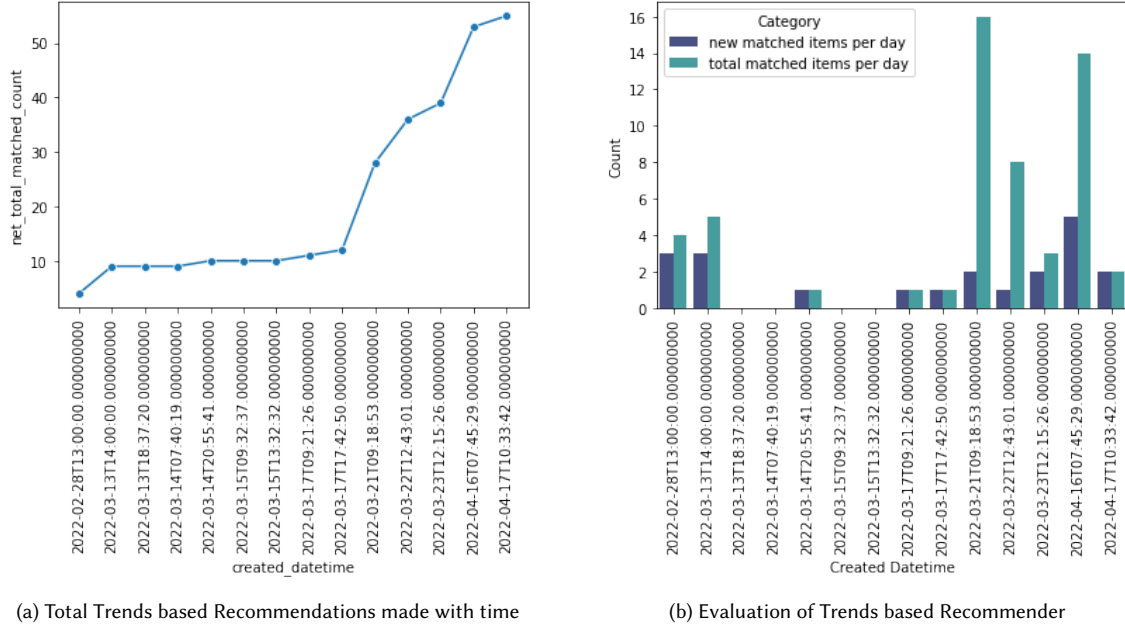 50
40
30
20
10
net_total_matched_count
2022-02-28T13:00:00.000000000
2022-03-13T14:00:00.000000000
2022-03-13T18:37:20.000000000
2022-03-14T07:40:19.000000000
2022-03-14T20:55:41.000000000
2022-03-15T09:32:37.000000000
2022-03-15T13:32:32.000000000
2022-03-17T09:21:26.000000000
2022-03-17T17:42:50.000000000
2022-03-21T09:18:53.000000000
2022-03-22T12:43:01.000000000
2022-03-23T12:15:26.000000000
2022-04-16T07:45:29.000000000
2022-04-17T10:33:42.000000000
created_datetime
(a) Total Trends based Recommendations made with time
Category
new matched items per day
total matched items per day
16
14
12
10
8
6
4
2
0
Count
2022-02-28T13:00:00.000000000
2022-03-13T14:00:00.000000000
2022-03-13T18:37:20.000000000
2022-03-14T07:40:19.000000000
2022-03-14T20:55:41.000000000
2022-03-15T09:32:37.000000000
2022-03-15T13:32:32.000000000
2022-03-17T09:21:26.000000000
2022-03-17T17:42:50.000000000
2022-03-21T09:18:53.000000000
2022-03-22T12:43:01.000000000
2022-03-23T12:15:26.000000000
2022-04-16T07:45:29.000000000
2022-04-17T10:33:42.000000000
Created Datetime
(b) Evaluation of Trends based Recommender